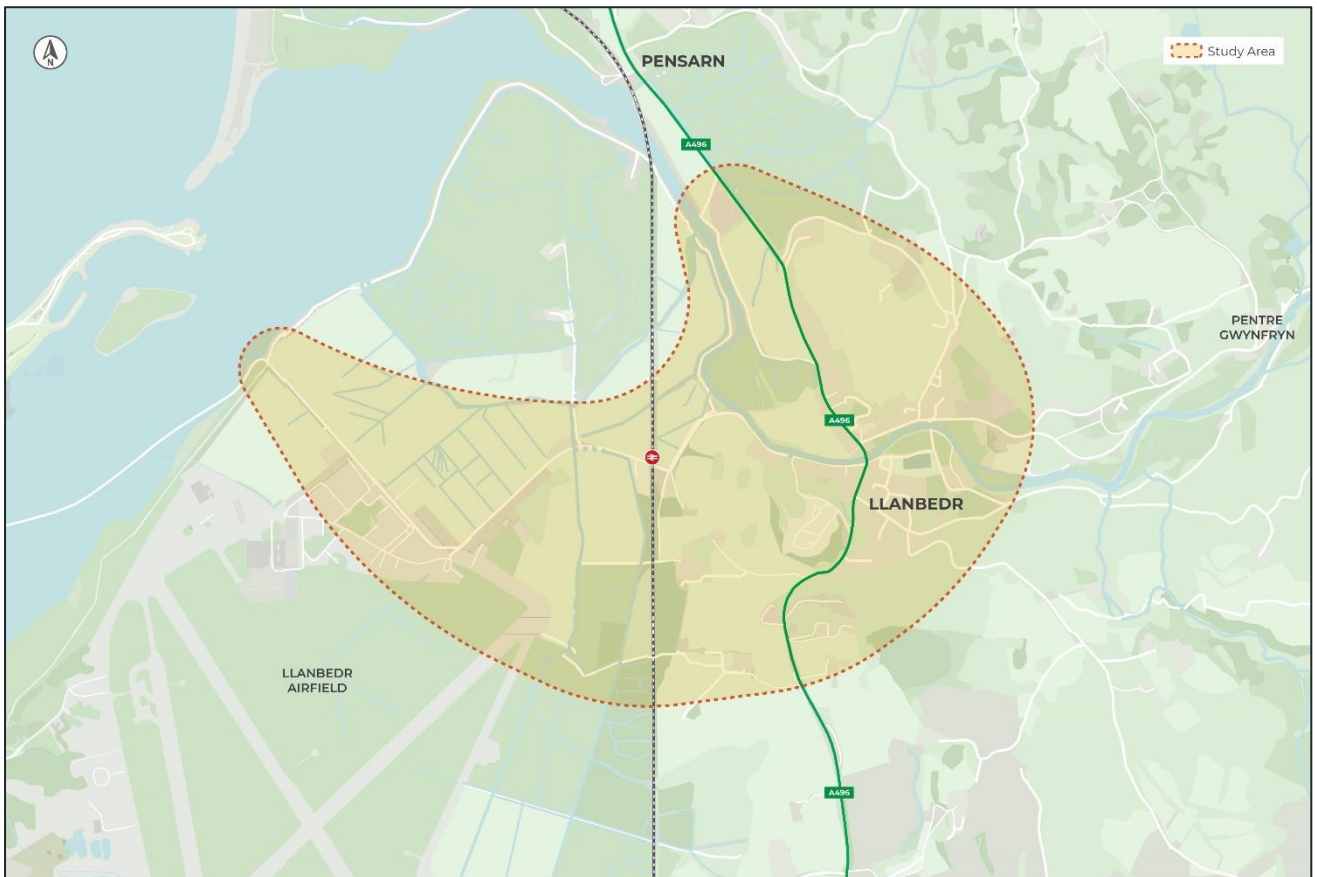 N
PENSARN
Study Area
A496
PENTRE
GWYNFRYN
A496
LLANBEDR
LLANBEDR
AIRFIELD
A496